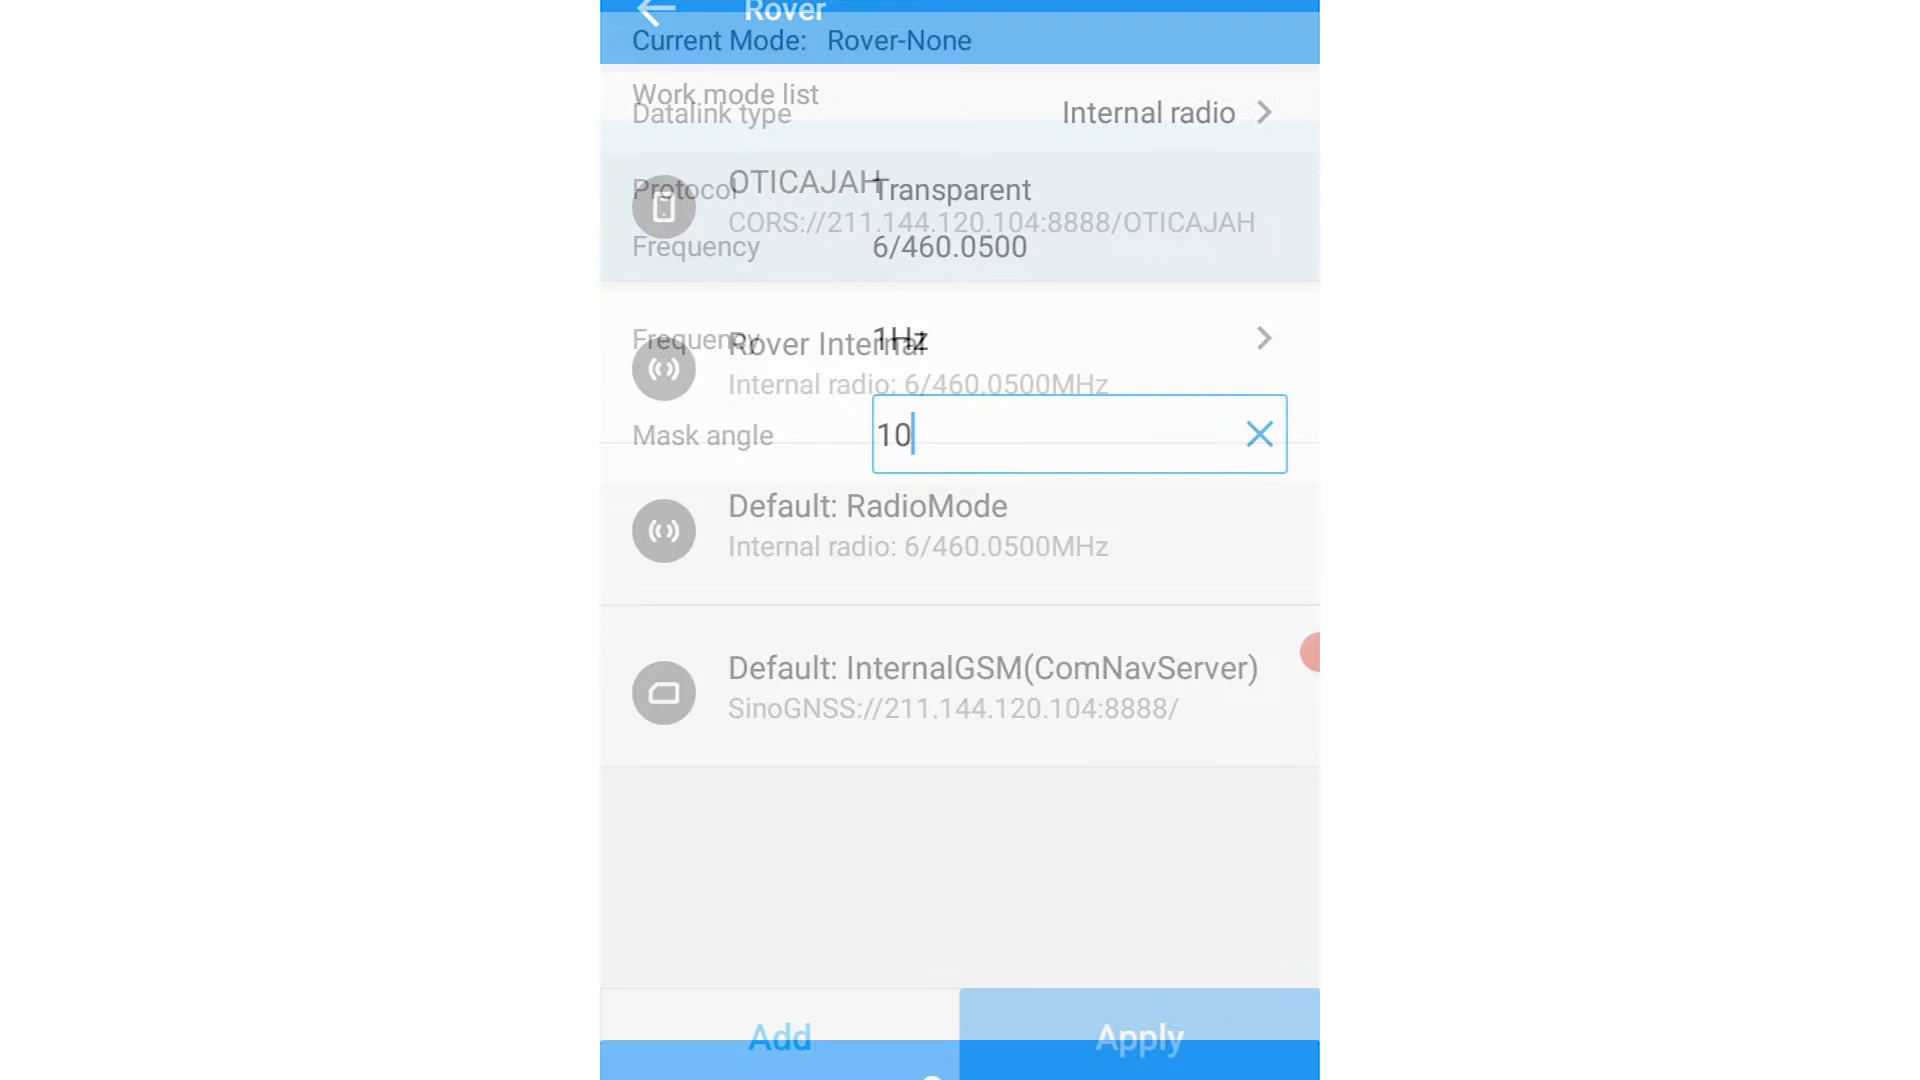 Rover
Current Mode: Rover-None
Work mode list
Datalink type Internal radio
OTICAJAH
Protocol Transparent
CORS://211.144.120.104:8888/OTICAJAH
Frequency 6/460.0500
Frequency 1Hz
Rover Internal
Internal radio: 6/460.0500MHz
Mask angle 10
Default: RadioMode
Internal radio: 6/460.0500MHz
Default: InternalGSM(ComNavServer)
SinoGNSS://211.144.120.104:8888/
Add Apply